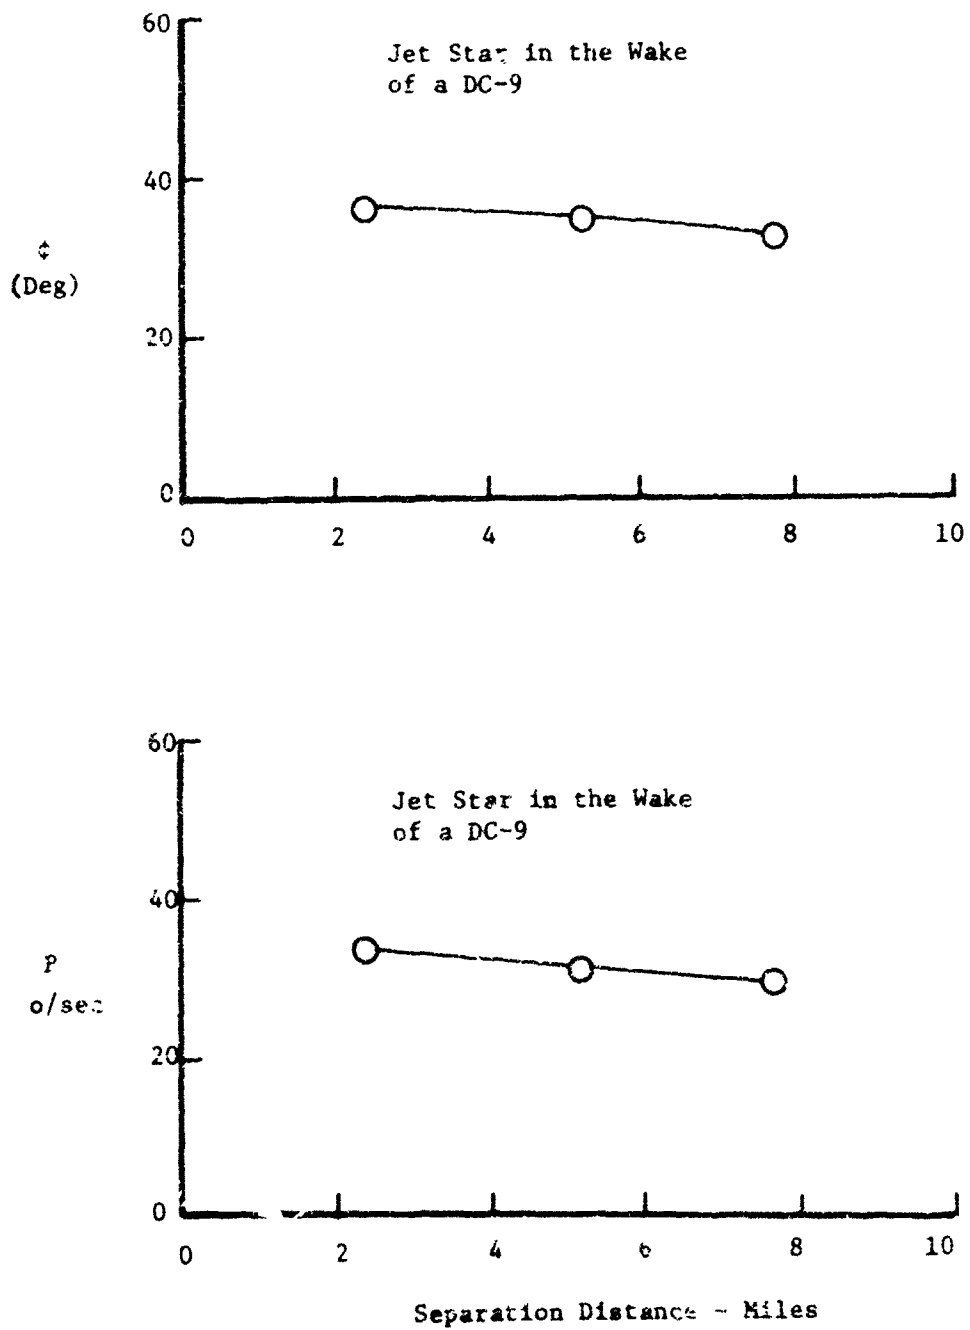 60
Jet Star in the Wake
of a DC-9
40
(Deg)
20
0
0 2 4 6 8 10
60
Jet Star in the Wake
of a DC-9
40
P
o/sec
20
0
0 2 4 6 8 10
Separation Distance - Miles